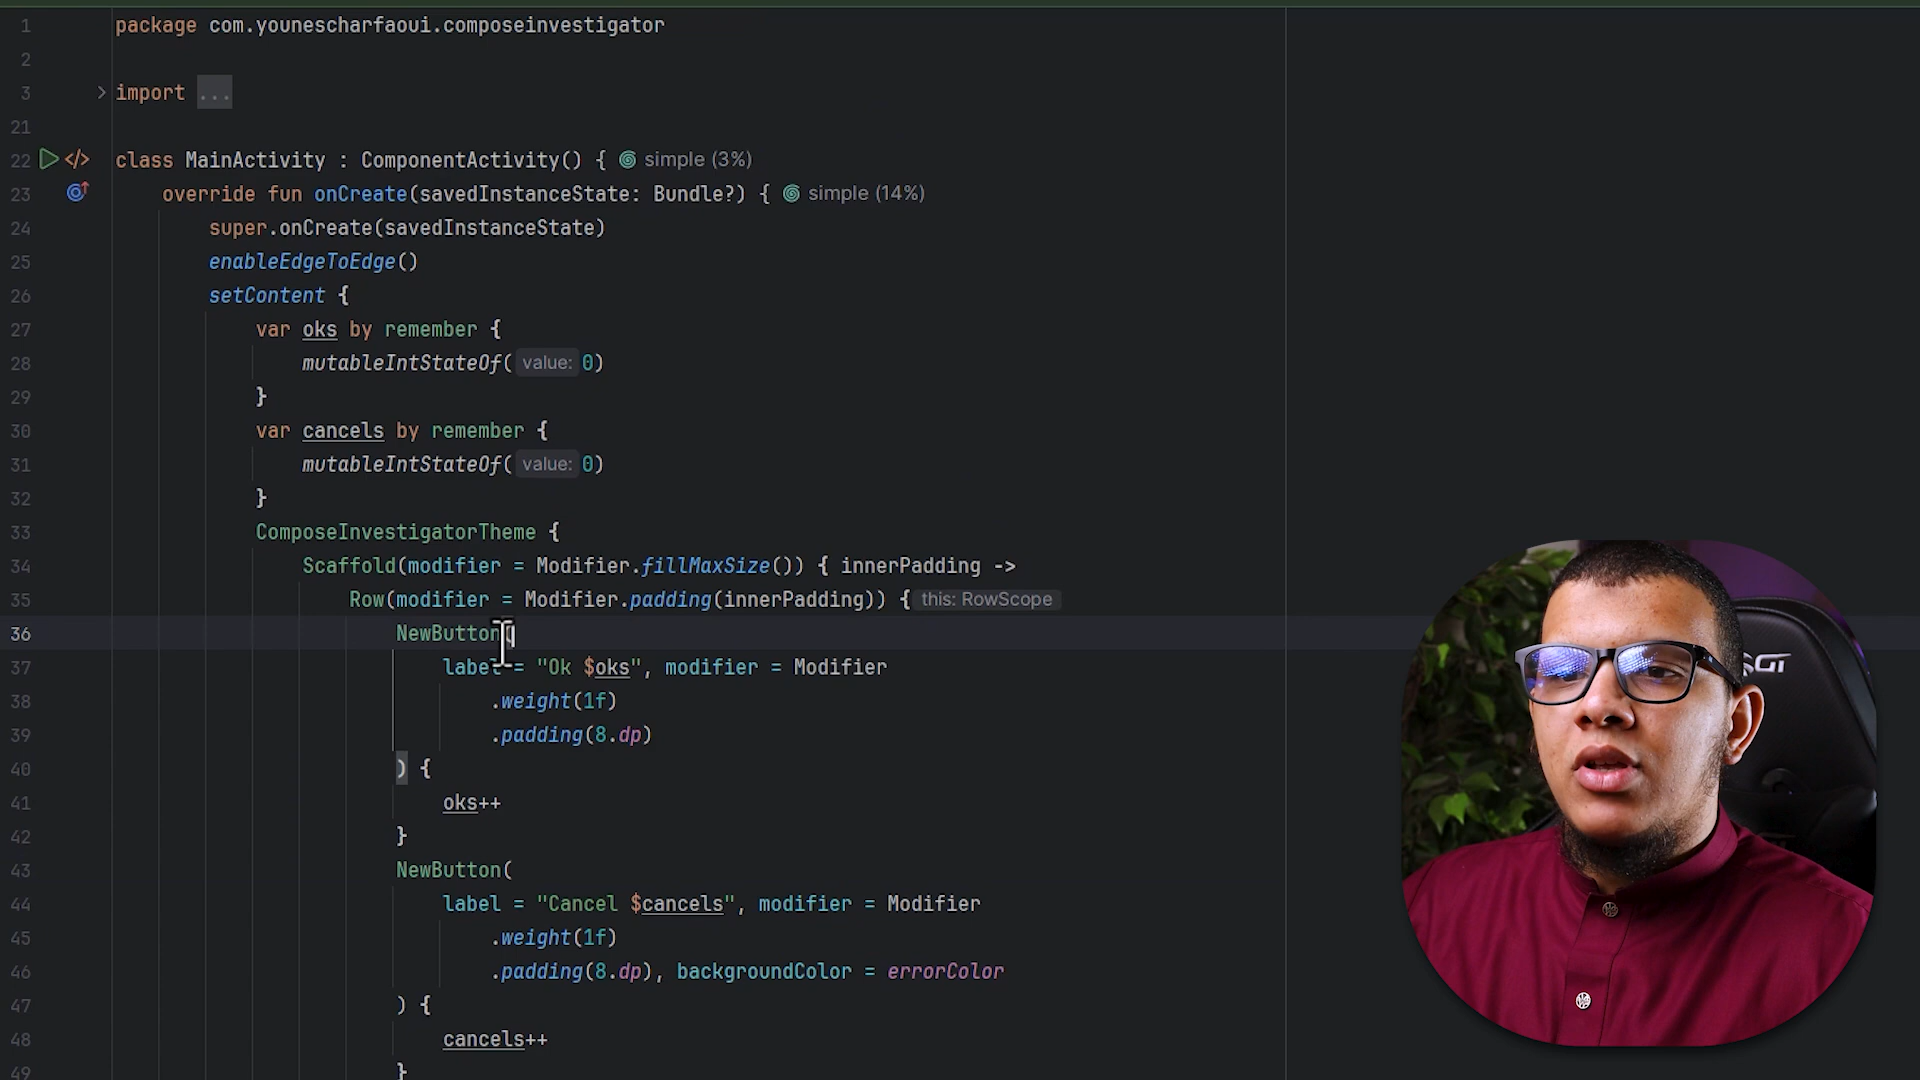 1 package com.younescharfaoui.composeinvestigator
2
3 import ...
21
22 class MainActivity : ComponentActivity() { simple (3%)
23 override fun onCreate(savedInstanceState: Bundle?) { simple (14%)
24 super.onCreate(savedInstanceState)
25 enableEdgeToEdge()
26 setContent {
27 var oks by remember {
28 mutableIntStateOf( value: 0)
29 }
30 var cancels by remember {
31 mutableIntStateOf( value: 0)
32 }
33 ComposeInvestigatorTheme {
34 Scaffold(modifier = Modifier.fillMaxSize()) { innerPadding ->
35 Row(modifier = Modifier.padding(innerPadding)) { this: RowScope
36 NewButton(
37 label = "Ok $oks", modifier = Modifier
38 .weight(1f)
39 .padding(8.dp)
40 ) {
41 oks++
42 }
43 NewButton(
44 label = "Cancel $cancels", modifier = Modifier
45 .weight(1f)
46 .padding(8.dp), backgroundColor = errorColor
47 ) {
48 cancels++
49 }